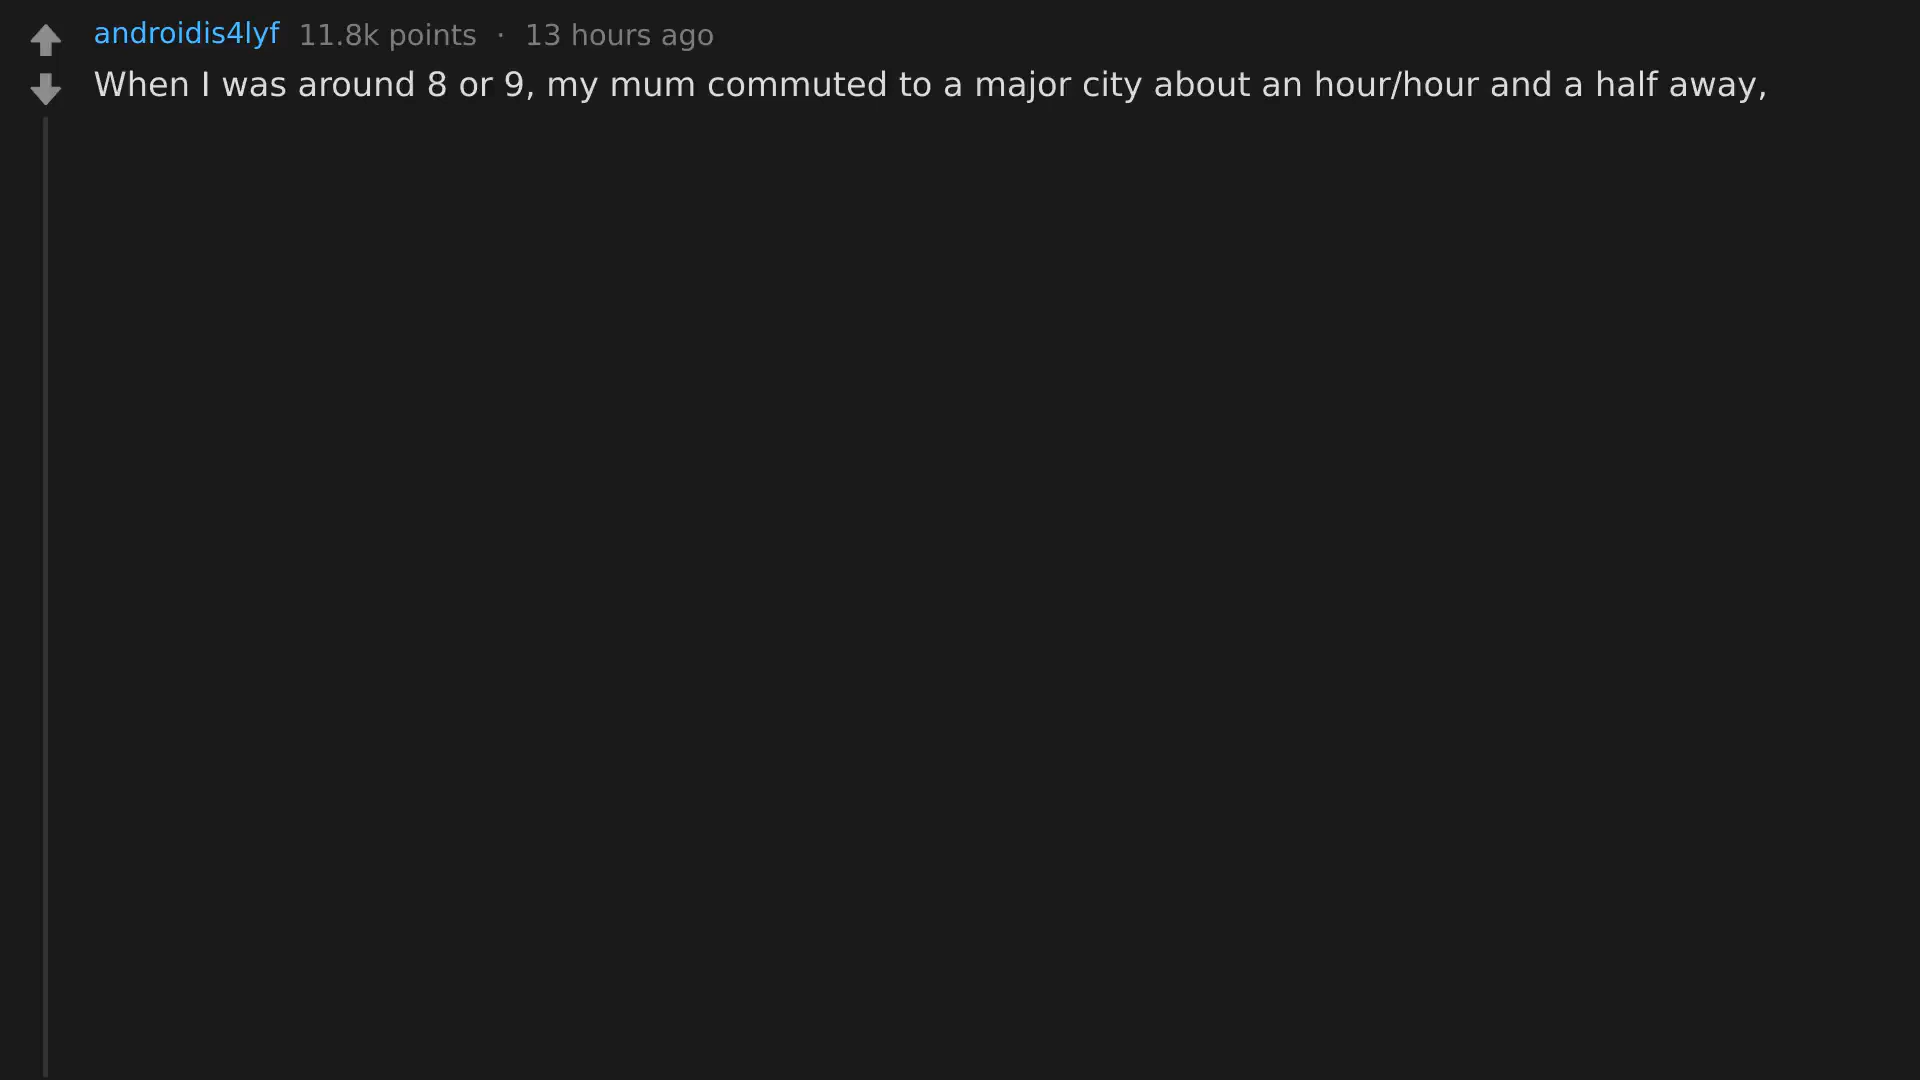 androidis4lyf 11.8k points · 13 hours ago
When I was around 8 or 9, my mum commuted to a major city about an hour/hour and a half away,